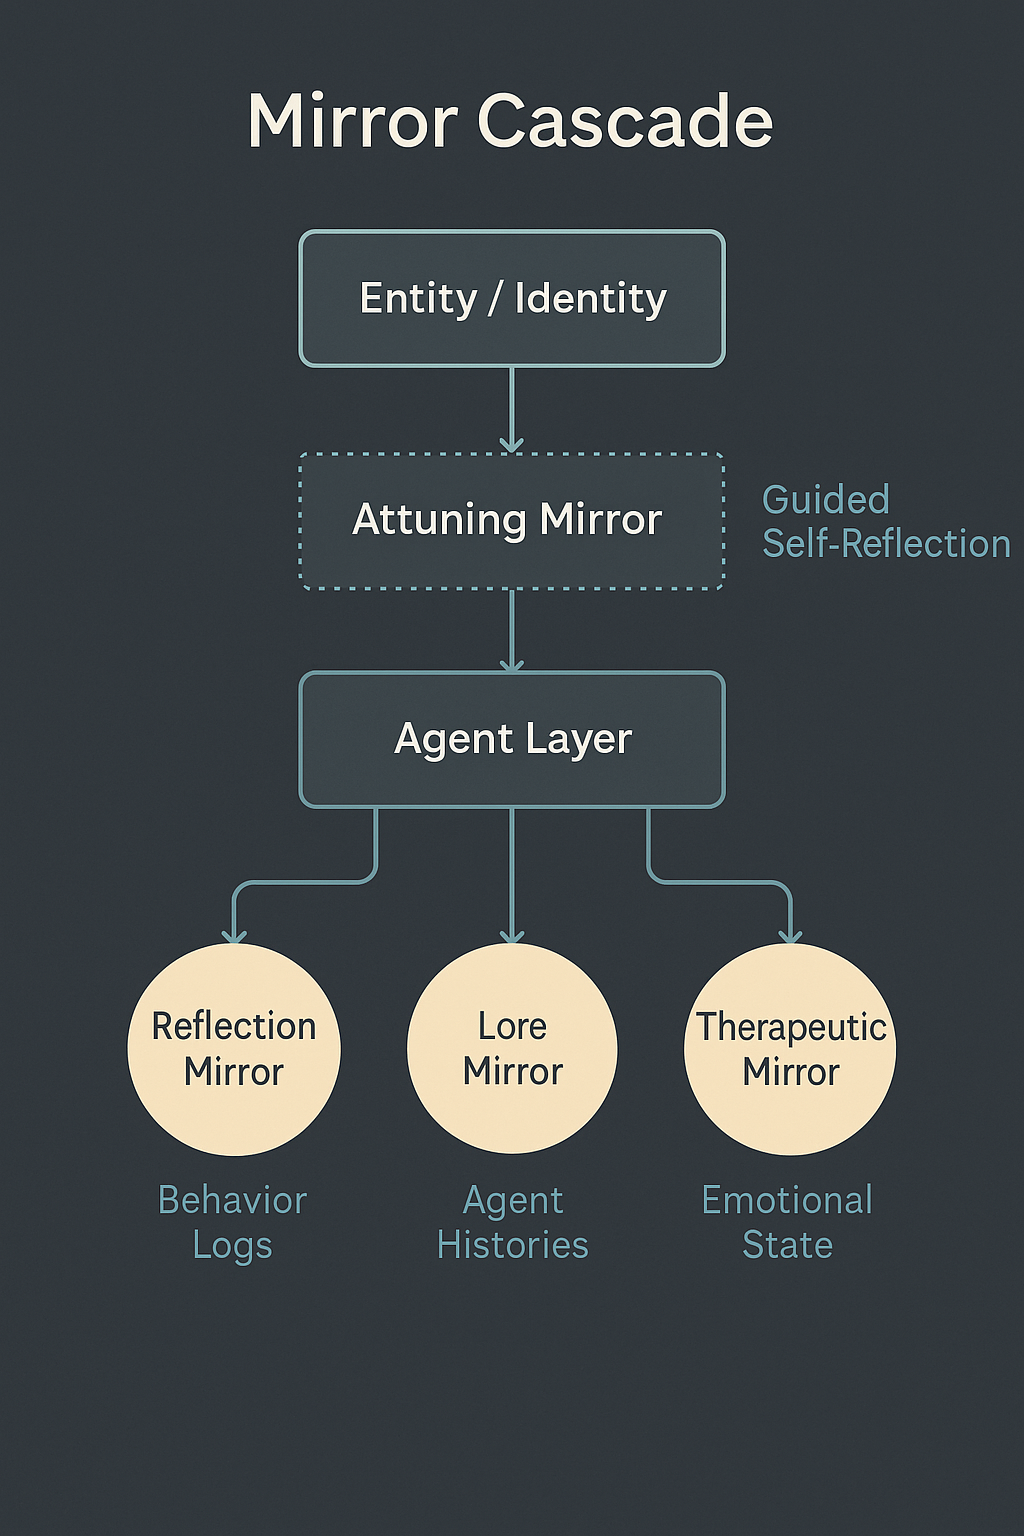 Mirror Cascade
Entity / Identity
Attuning Mirror
Guided
Self-Reflection
Agent Layer
Reflection
Mirror
Lore
Mirror
Therapeutic
Mirror
Behavior
Logs
Agent
Histories
Emotional
State